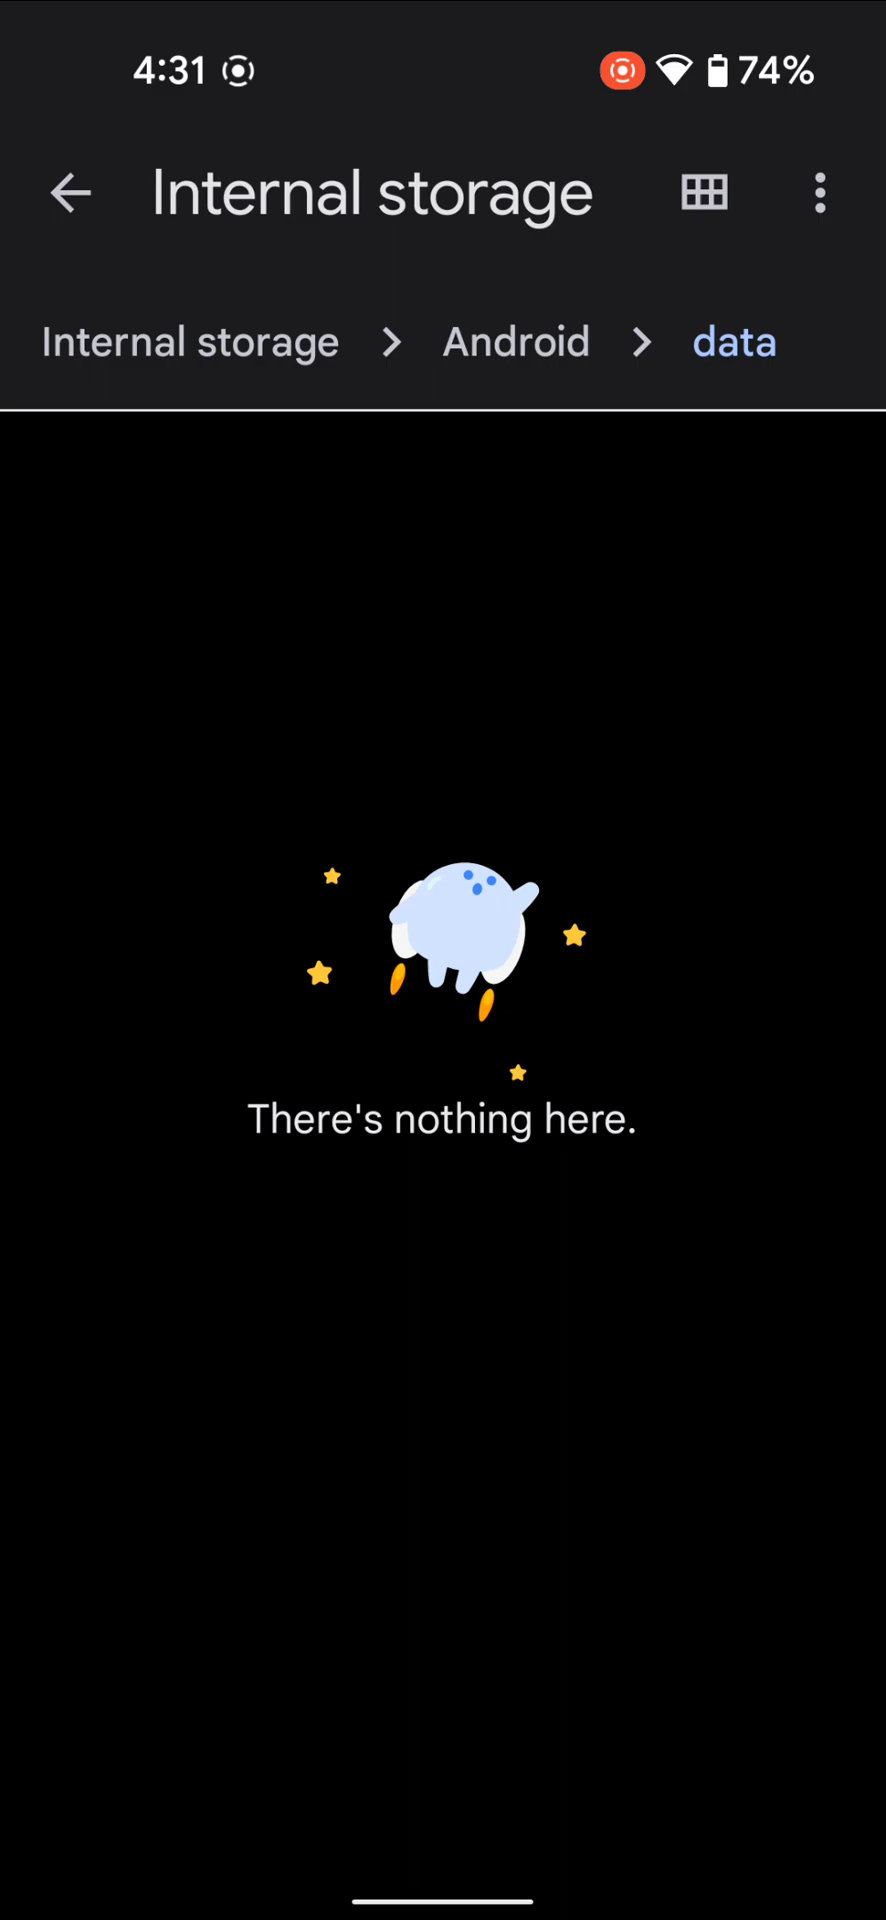 4:31 74%
Internal storage
Internal storage > Android > data
There's nothing here.